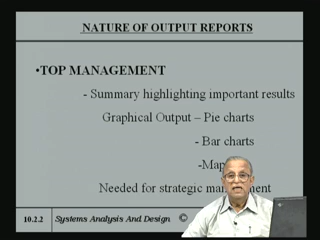 NATURE OF OUTPUT REPORTS
•TOP MANAGEMENT
- Summary highlighting important results
Graphical Output – Pie charts
- Bar charts
-Map
Needed for strategic management
10.2.2 Systems Analysis And Design ©